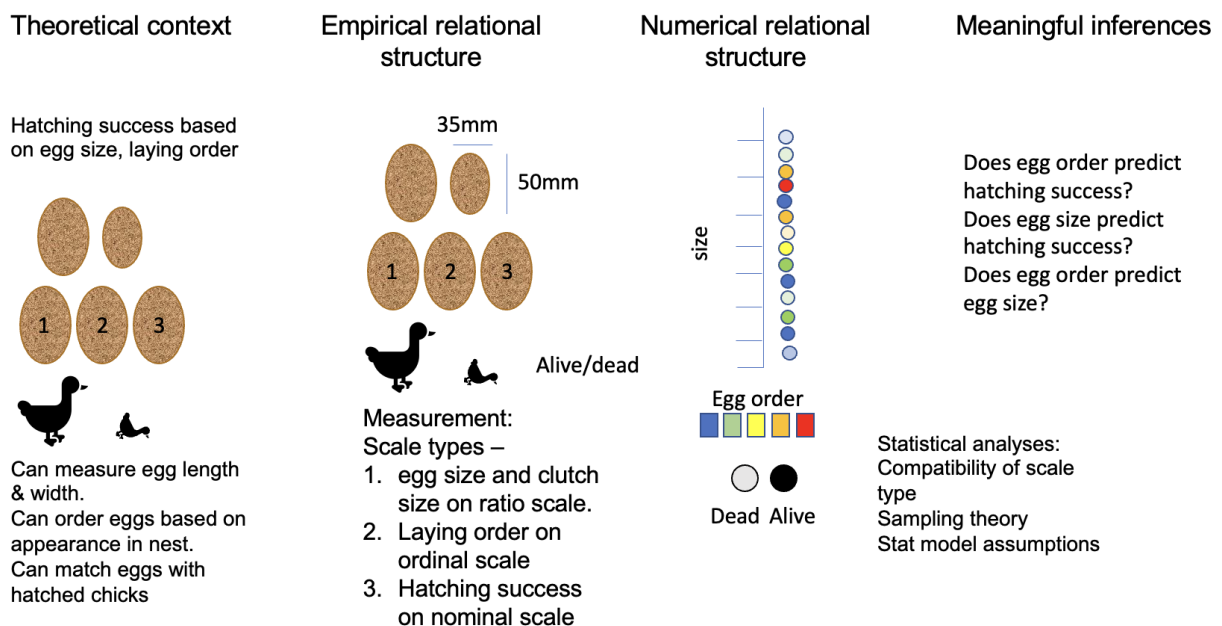 Theoretical context
Hatching success based
on egg size, laying order
1 2 3
Can measure egg length
& width.
Can order eggs based on
appearance in nest.
Can match eggs with
hatched chicks
Empirical relational
structure
35mm
50mm
1 2 3
Alive/dead
Measurement:
Scale types –
1. egg size and clutch
size on ratio scale.
2. Laying order on
ordinal scale
3. Hatching success
on nominal scale
Numerical relational
structure
size
Egg order
Dead Alive
Meaningful inferences
Does egg order predict
hatching success?
Does egg size predict
hatching success?
Does egg order predict
egg size?
Statistical analyses:
Compatibility of scale
type
Sampling theory
Stat model assumptions